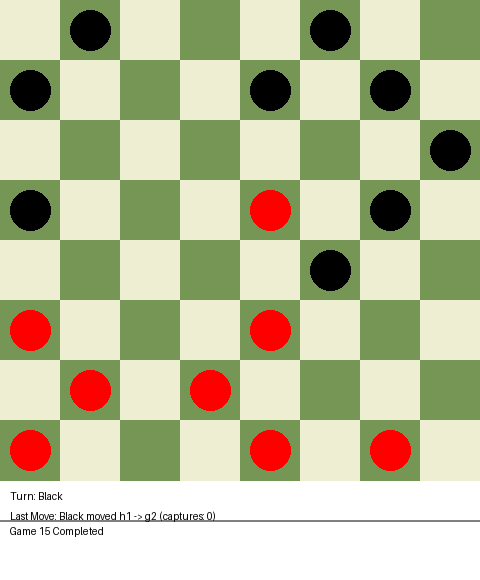 Turn: Black
Last Move: Black moved h1 -> g2 (captures: 0)
Game 15 Completed